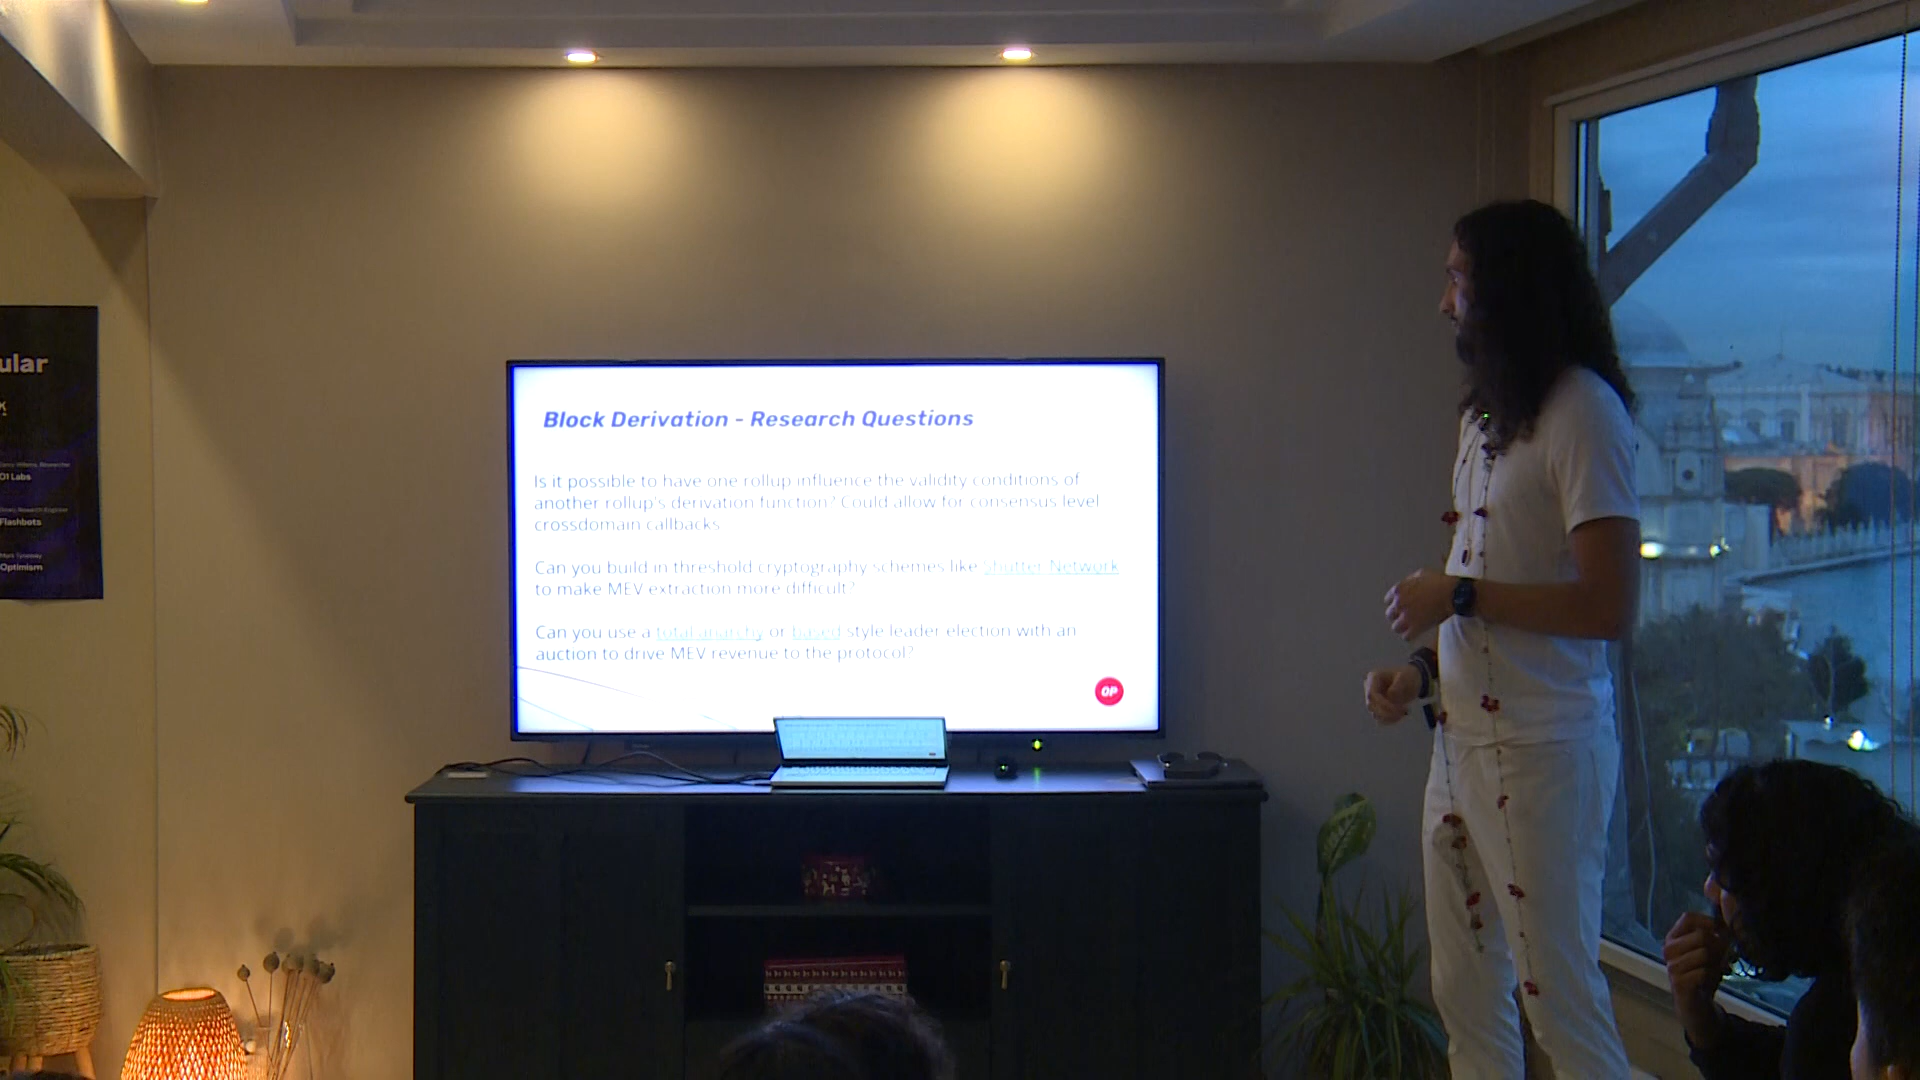 ular
01 Labs
Flashbots
Optimism
Block Derivation - Research Questions
Is it possible to have one rollup influence the validity conditions of
another rollup's derivation function? Could allow for consensus level
crossdomain callbacks
Can you build in threshold cryptography schemes like Shutter Network
to make MEV extraction more difficult?
Can you use a total anarchy or based style leader election with an
auction to drive MEV revenue to the protocol?
OP